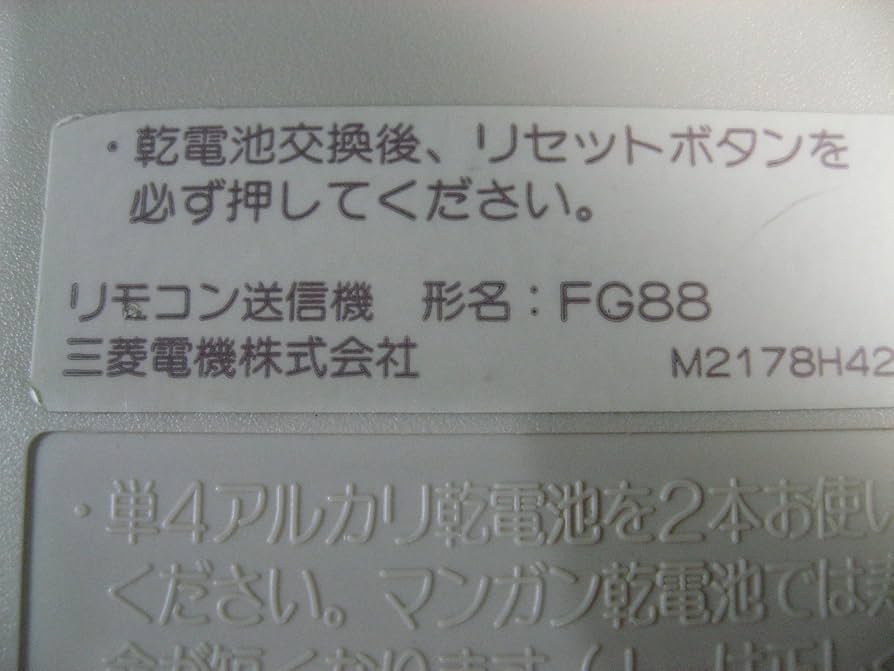 ・乾電池交換後、リセットボタンを
必ず押してください。
リモコン送信機 形名：FG88
三菱電機株式会社 M2178H42
・単4アルカリ乾電池を2本お使い
ください。マンガン乾電池では